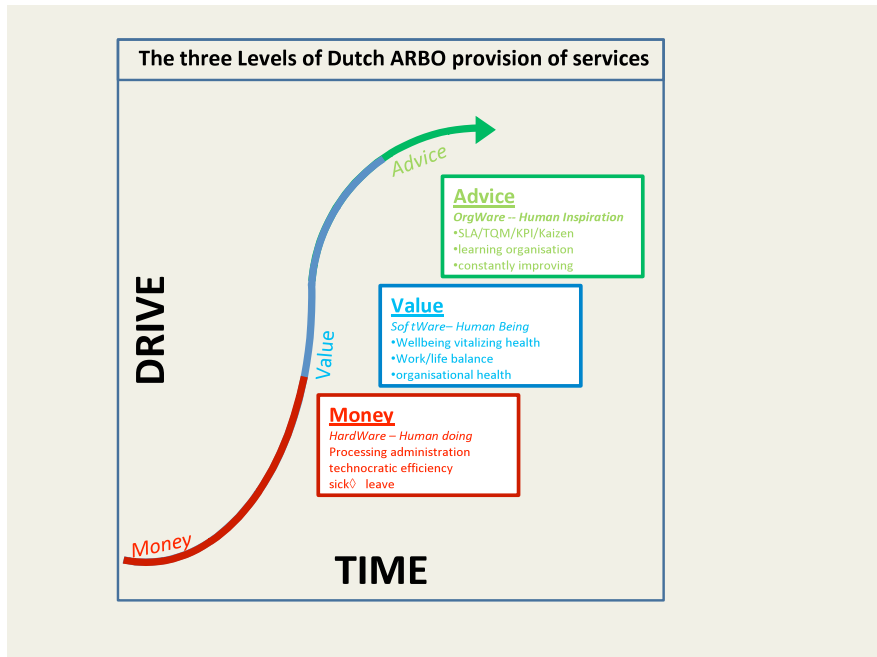 The three Levels of Dutch ARBO provision of services
Advice
Advice
OrgWare -- Human Inspiration
•SLA/TQM/KPI/Kaizen
•learning organisation
•constantly improving
DRIVE
Value
Value
Sof tWare– Human Being
•Wellbeing vitalizing health
•Work/life balance
•organisational health
Money
HardWare – Human doing
Processing administration
technocratic efficiency
sick◊ leave
Money
TIME